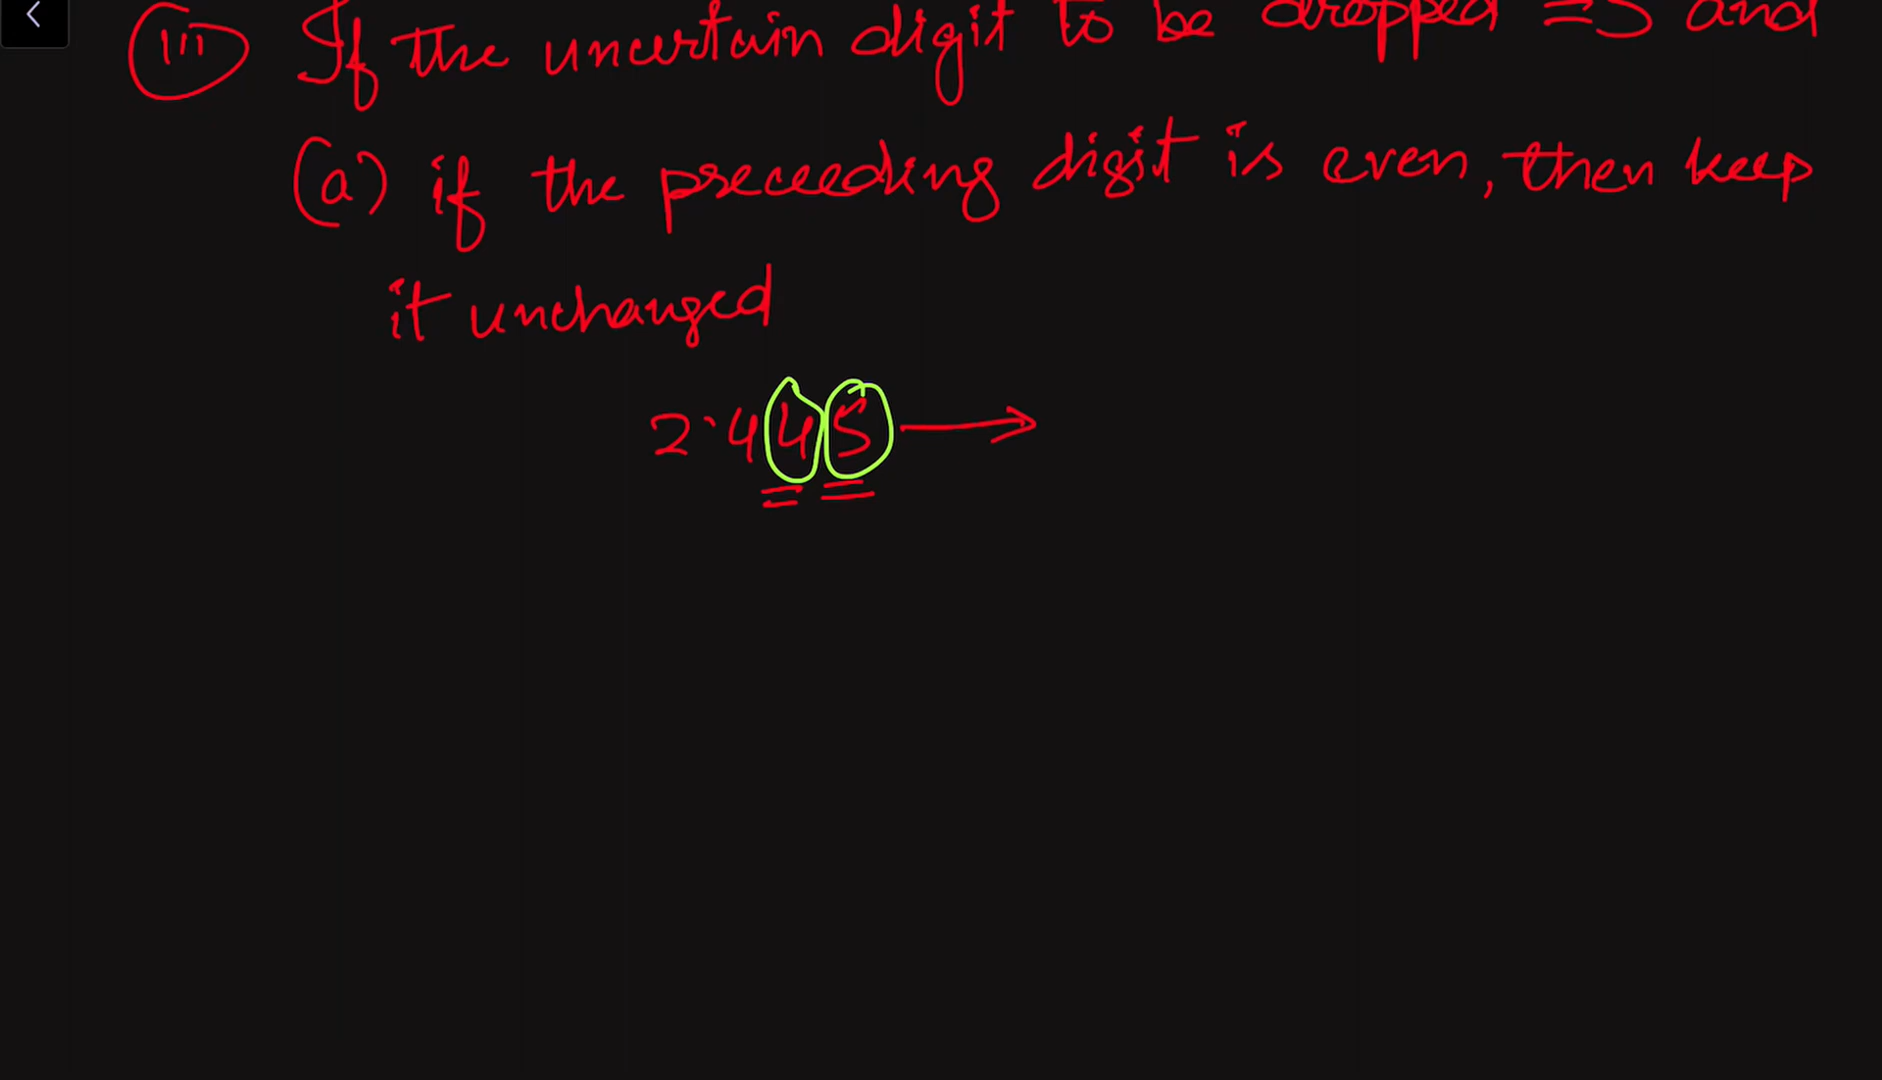 (iii) If the uncertain digit to be dropped =5 and
(a) if the preceeding digit is even, then keep
it unchanged
2.445 →